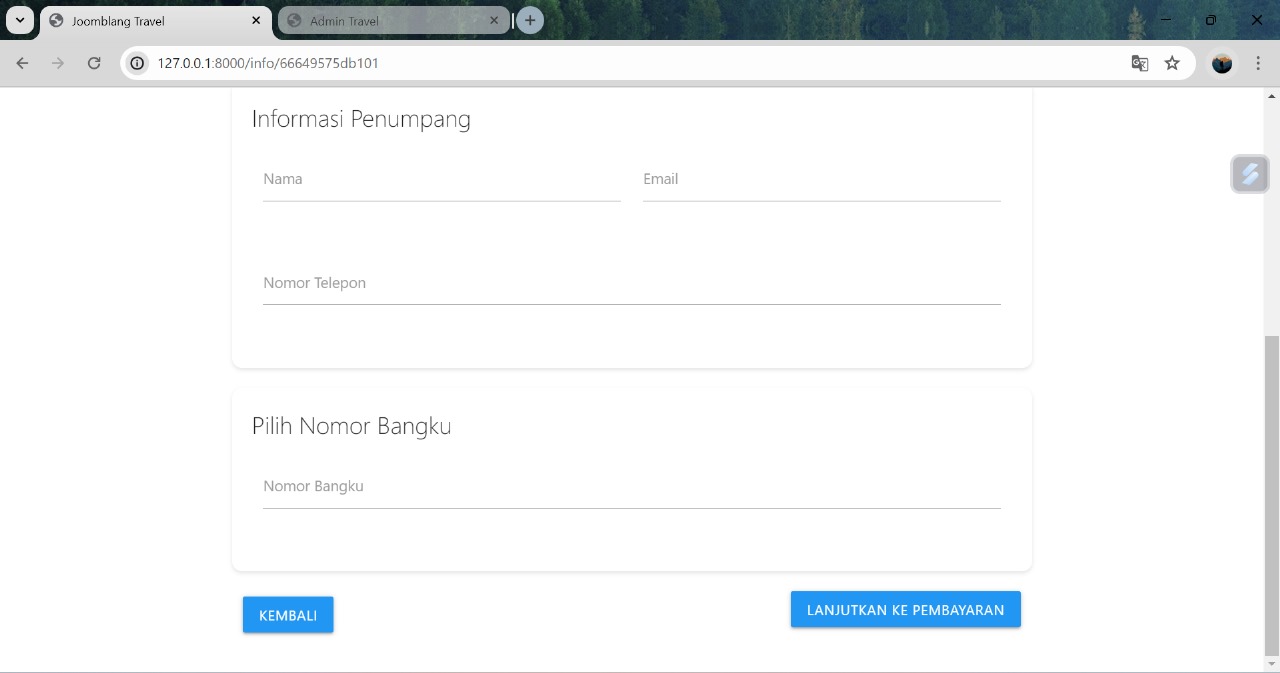 Joomblang Travel
Admin Travel
127.0.0.1:8000/info/66649575db101
Informasi Penumpang
Nama
Email
Nomor Telepon
Pilih Nomor Bangku
Nomor Bangku
KEMBALI
LANJUTKAN KE PEMBAYARAN